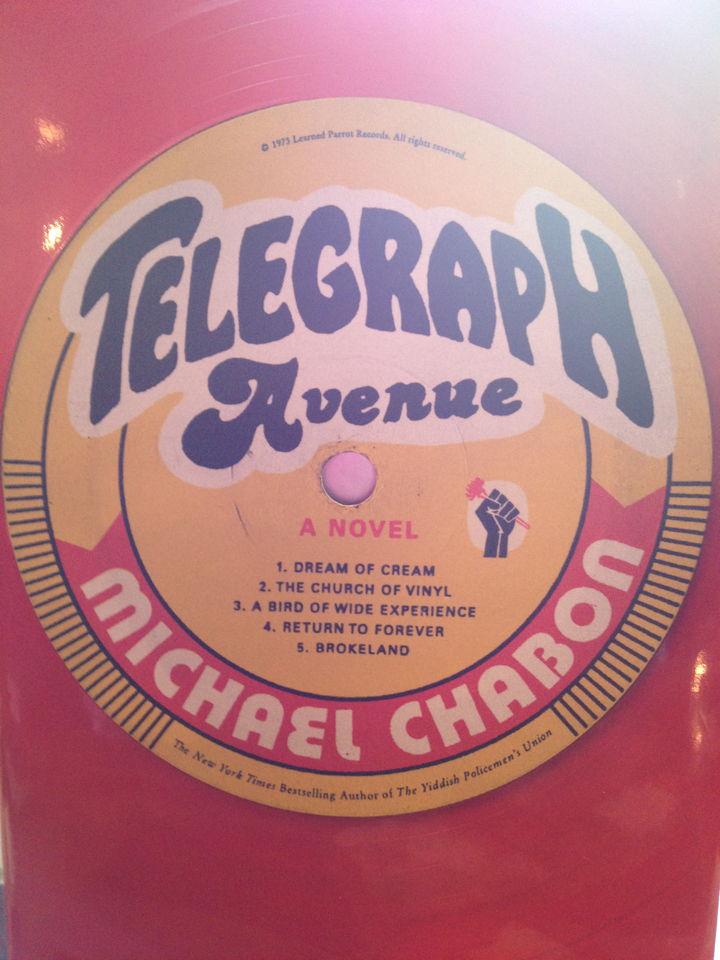 © 1973 Learned Parrot Records. All rights reserved.
TELEGRAPH
Avenue
A NOVEL
1. DREAM OF CREAM
2. THE CHURCH OF VINYL
3. A BIRD OF WIDE EXPERIENCE
4. RETURN TO FOREVER
5. BROKELAND
MICHAEL CHABON
The New York Times Bestselling Author of The Yiddish Policemen's Union